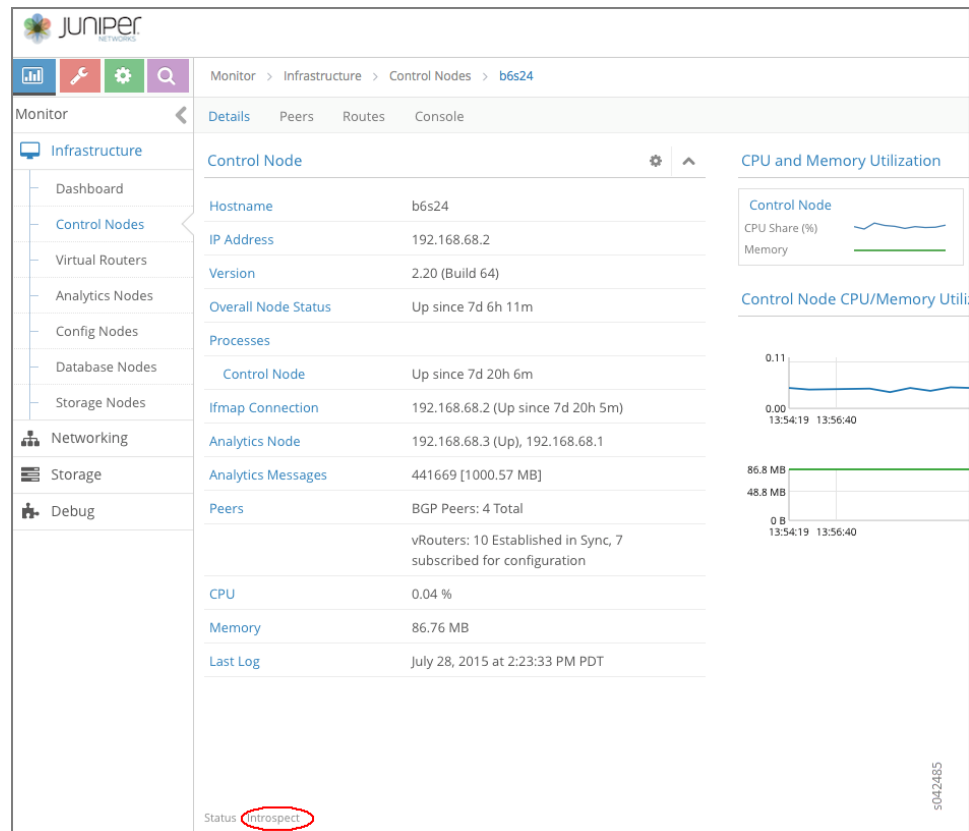 JUNIPER
NETWORKS
Monitor > Infrastructure > Control Nodes > b6s24
Monitor
Details Peers Routes Console
Infrastructure
Dashboard
Control Nodes
Virtual Routers
Analytics Nodes
Config Nodes
Database Nodes
Storage Nodes
Networking
Storage
Debug
Control Node
Hostname b6s24
IP Address 192.168.68.2
Version 2.20 (Build 64)
Overall Node Status Up since 7d 6h 11m
Processes
Control Node Up since 7d 20h 6m
Ifmap Connection 192.168.68.2 (Up since 7d 20h 5m)
Analytics Node 192.168.68.3 (Up), 192.168.68.1
Analytics Messages 441669 [1000.57 MB]
Peers BGP Peers: 4 Total
vRouters: 10 Established in Sync, 7
subscribed for configuration
CPU 0.04 %
Memory 86.76 MB
Last Log July 28, 2015 at 2:23:33 PM PDT
CPU and Memory Utilization
Control Node
CPU Share (%)
Memory
Control Node CPU/Memory Utili
0.11
0.00
13:54:19 13:56:40
86.8 MB
48.8 MB
0 B
13:54:19 13:56:40
Status Introspect
s042485